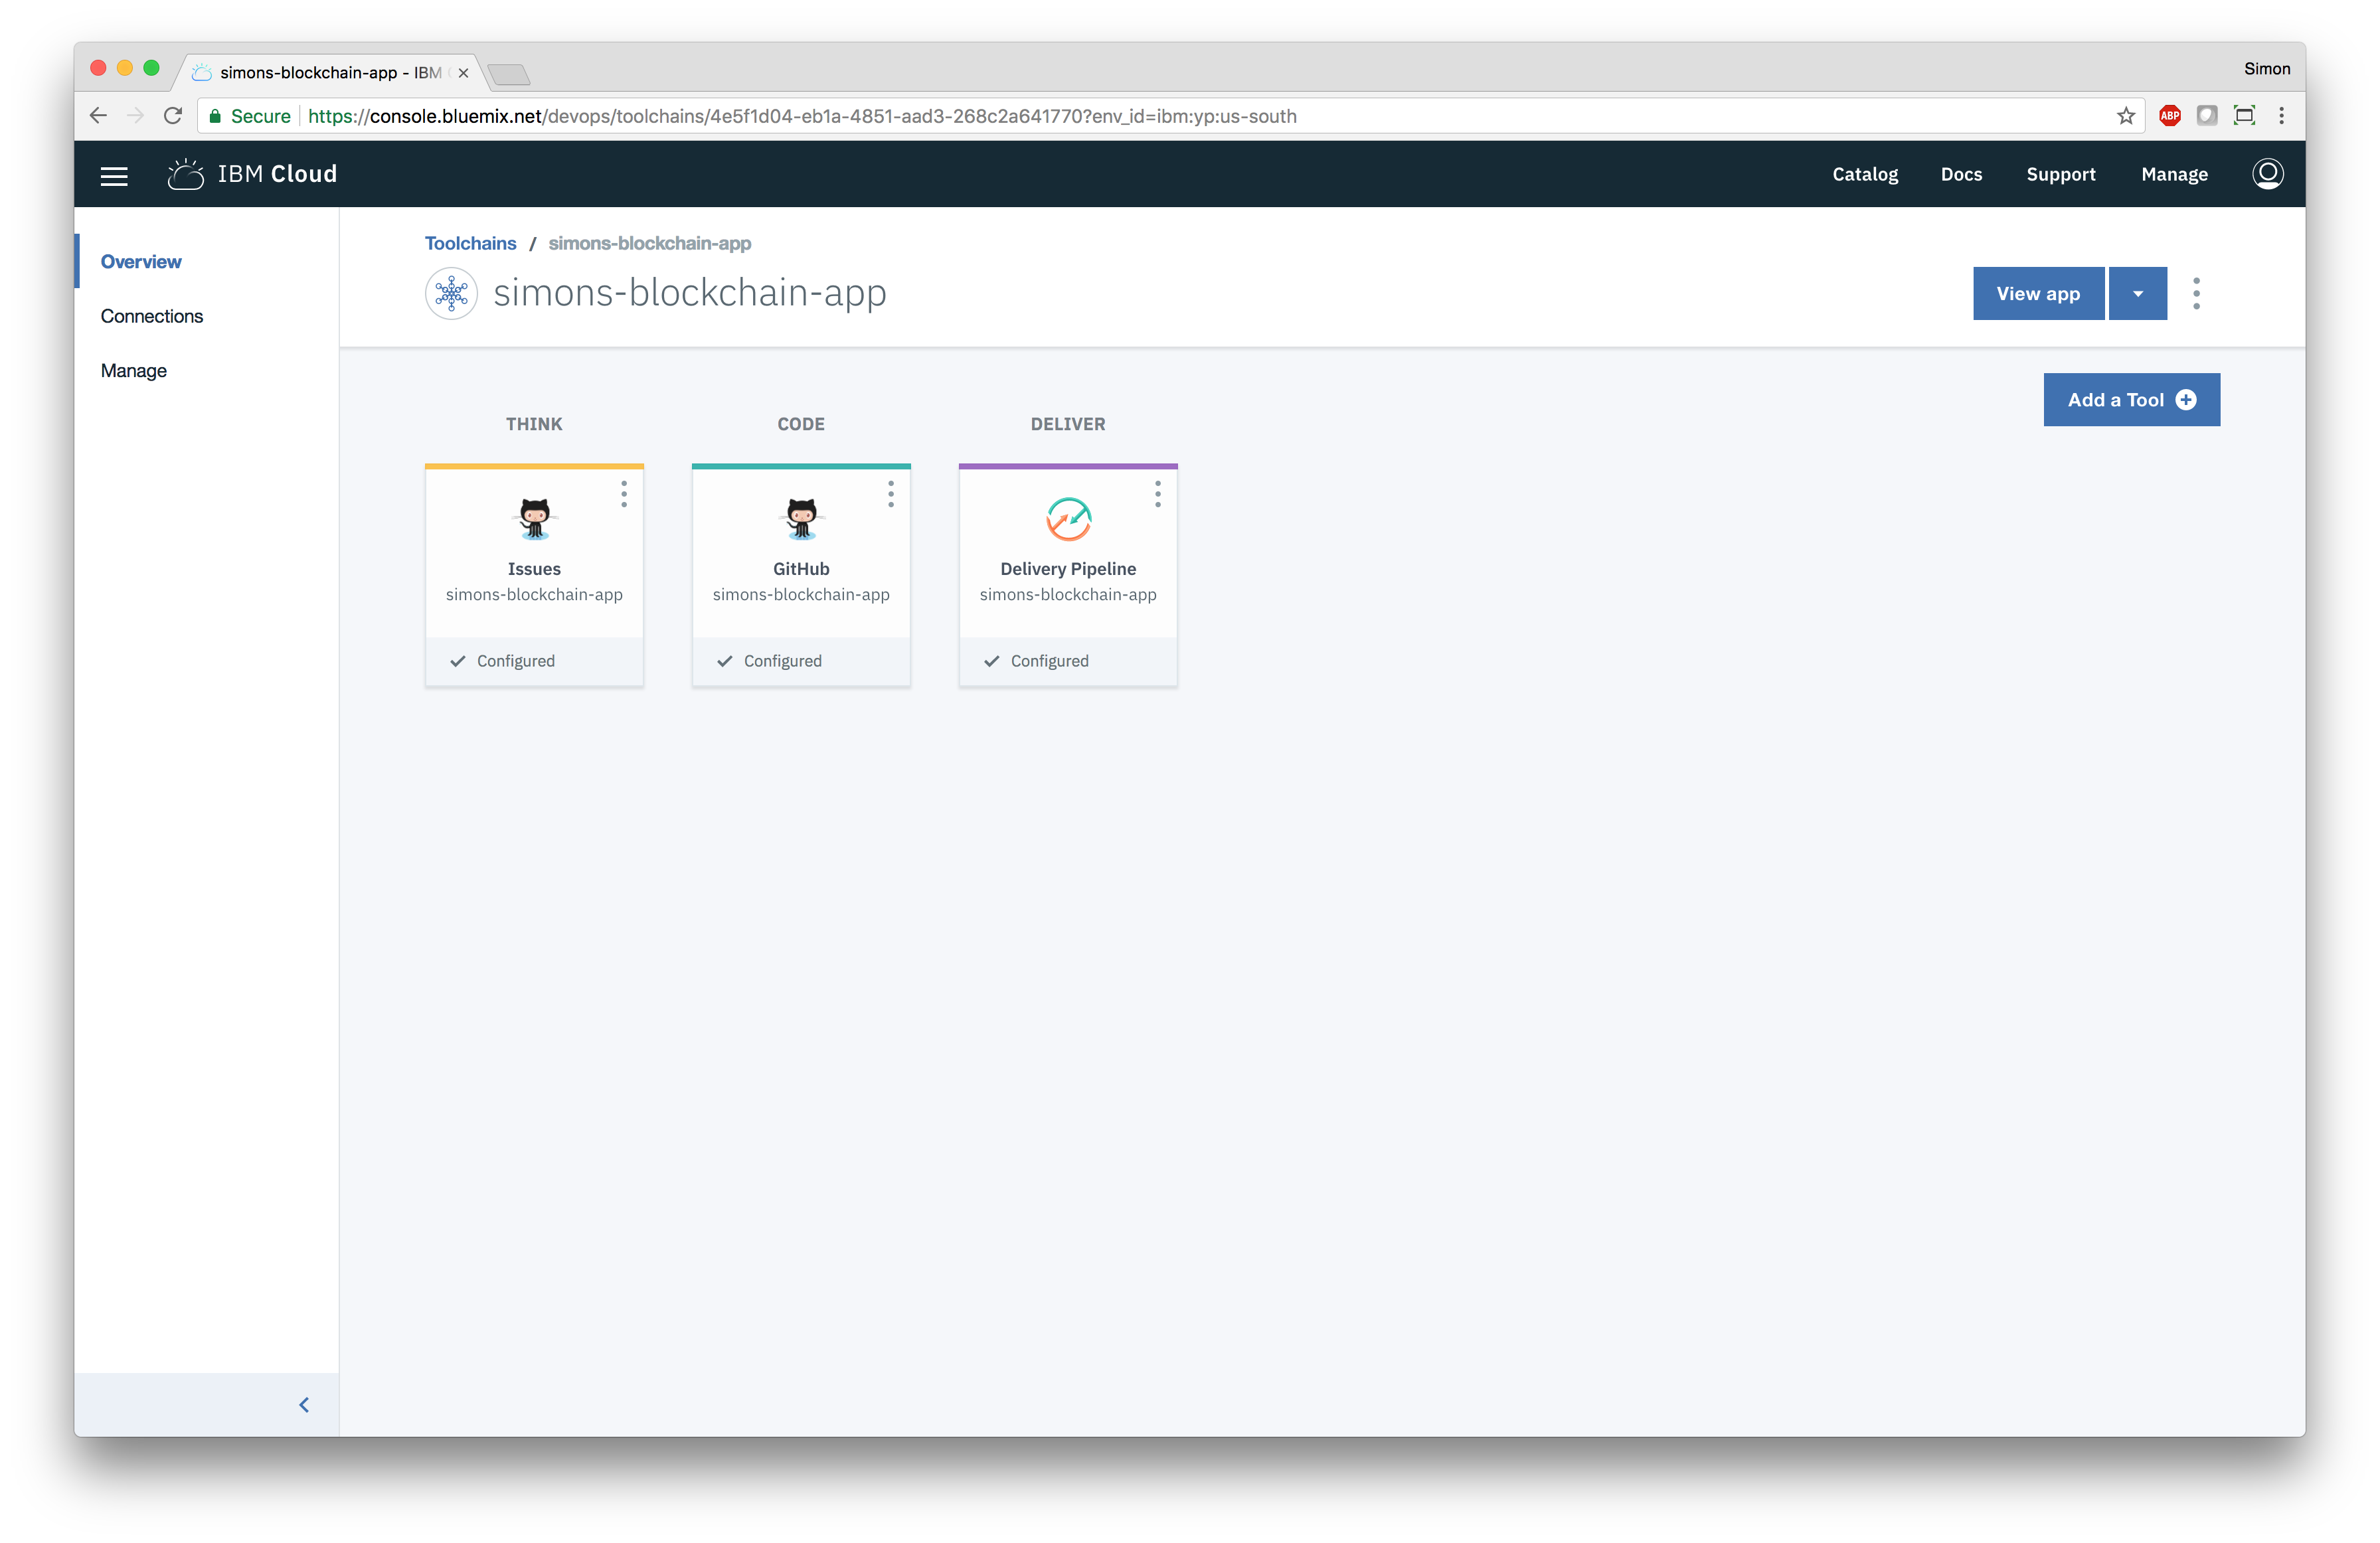 simons-blockchain-app - IBM
Simon
Secure https://console.bluemix.net/devops/toolchains/4e5f1d04-eb1a-4851-aad3-268c2a641770?env_id=ibm:yp:us-south
ABP
IBM Cloud
Catalog Docs Support Manage
Overview
Connections
Manage
Toolchains / simons-blockchain-app
simons-blockchain-app
View app
Add a Tool
THINK
CODE
DELIVER
Issues
simons-blockchain-app
Configured
GitHub
simons-blockchain-app
Configured
Delivery Pipeline
simons-blockchain-app
Configured